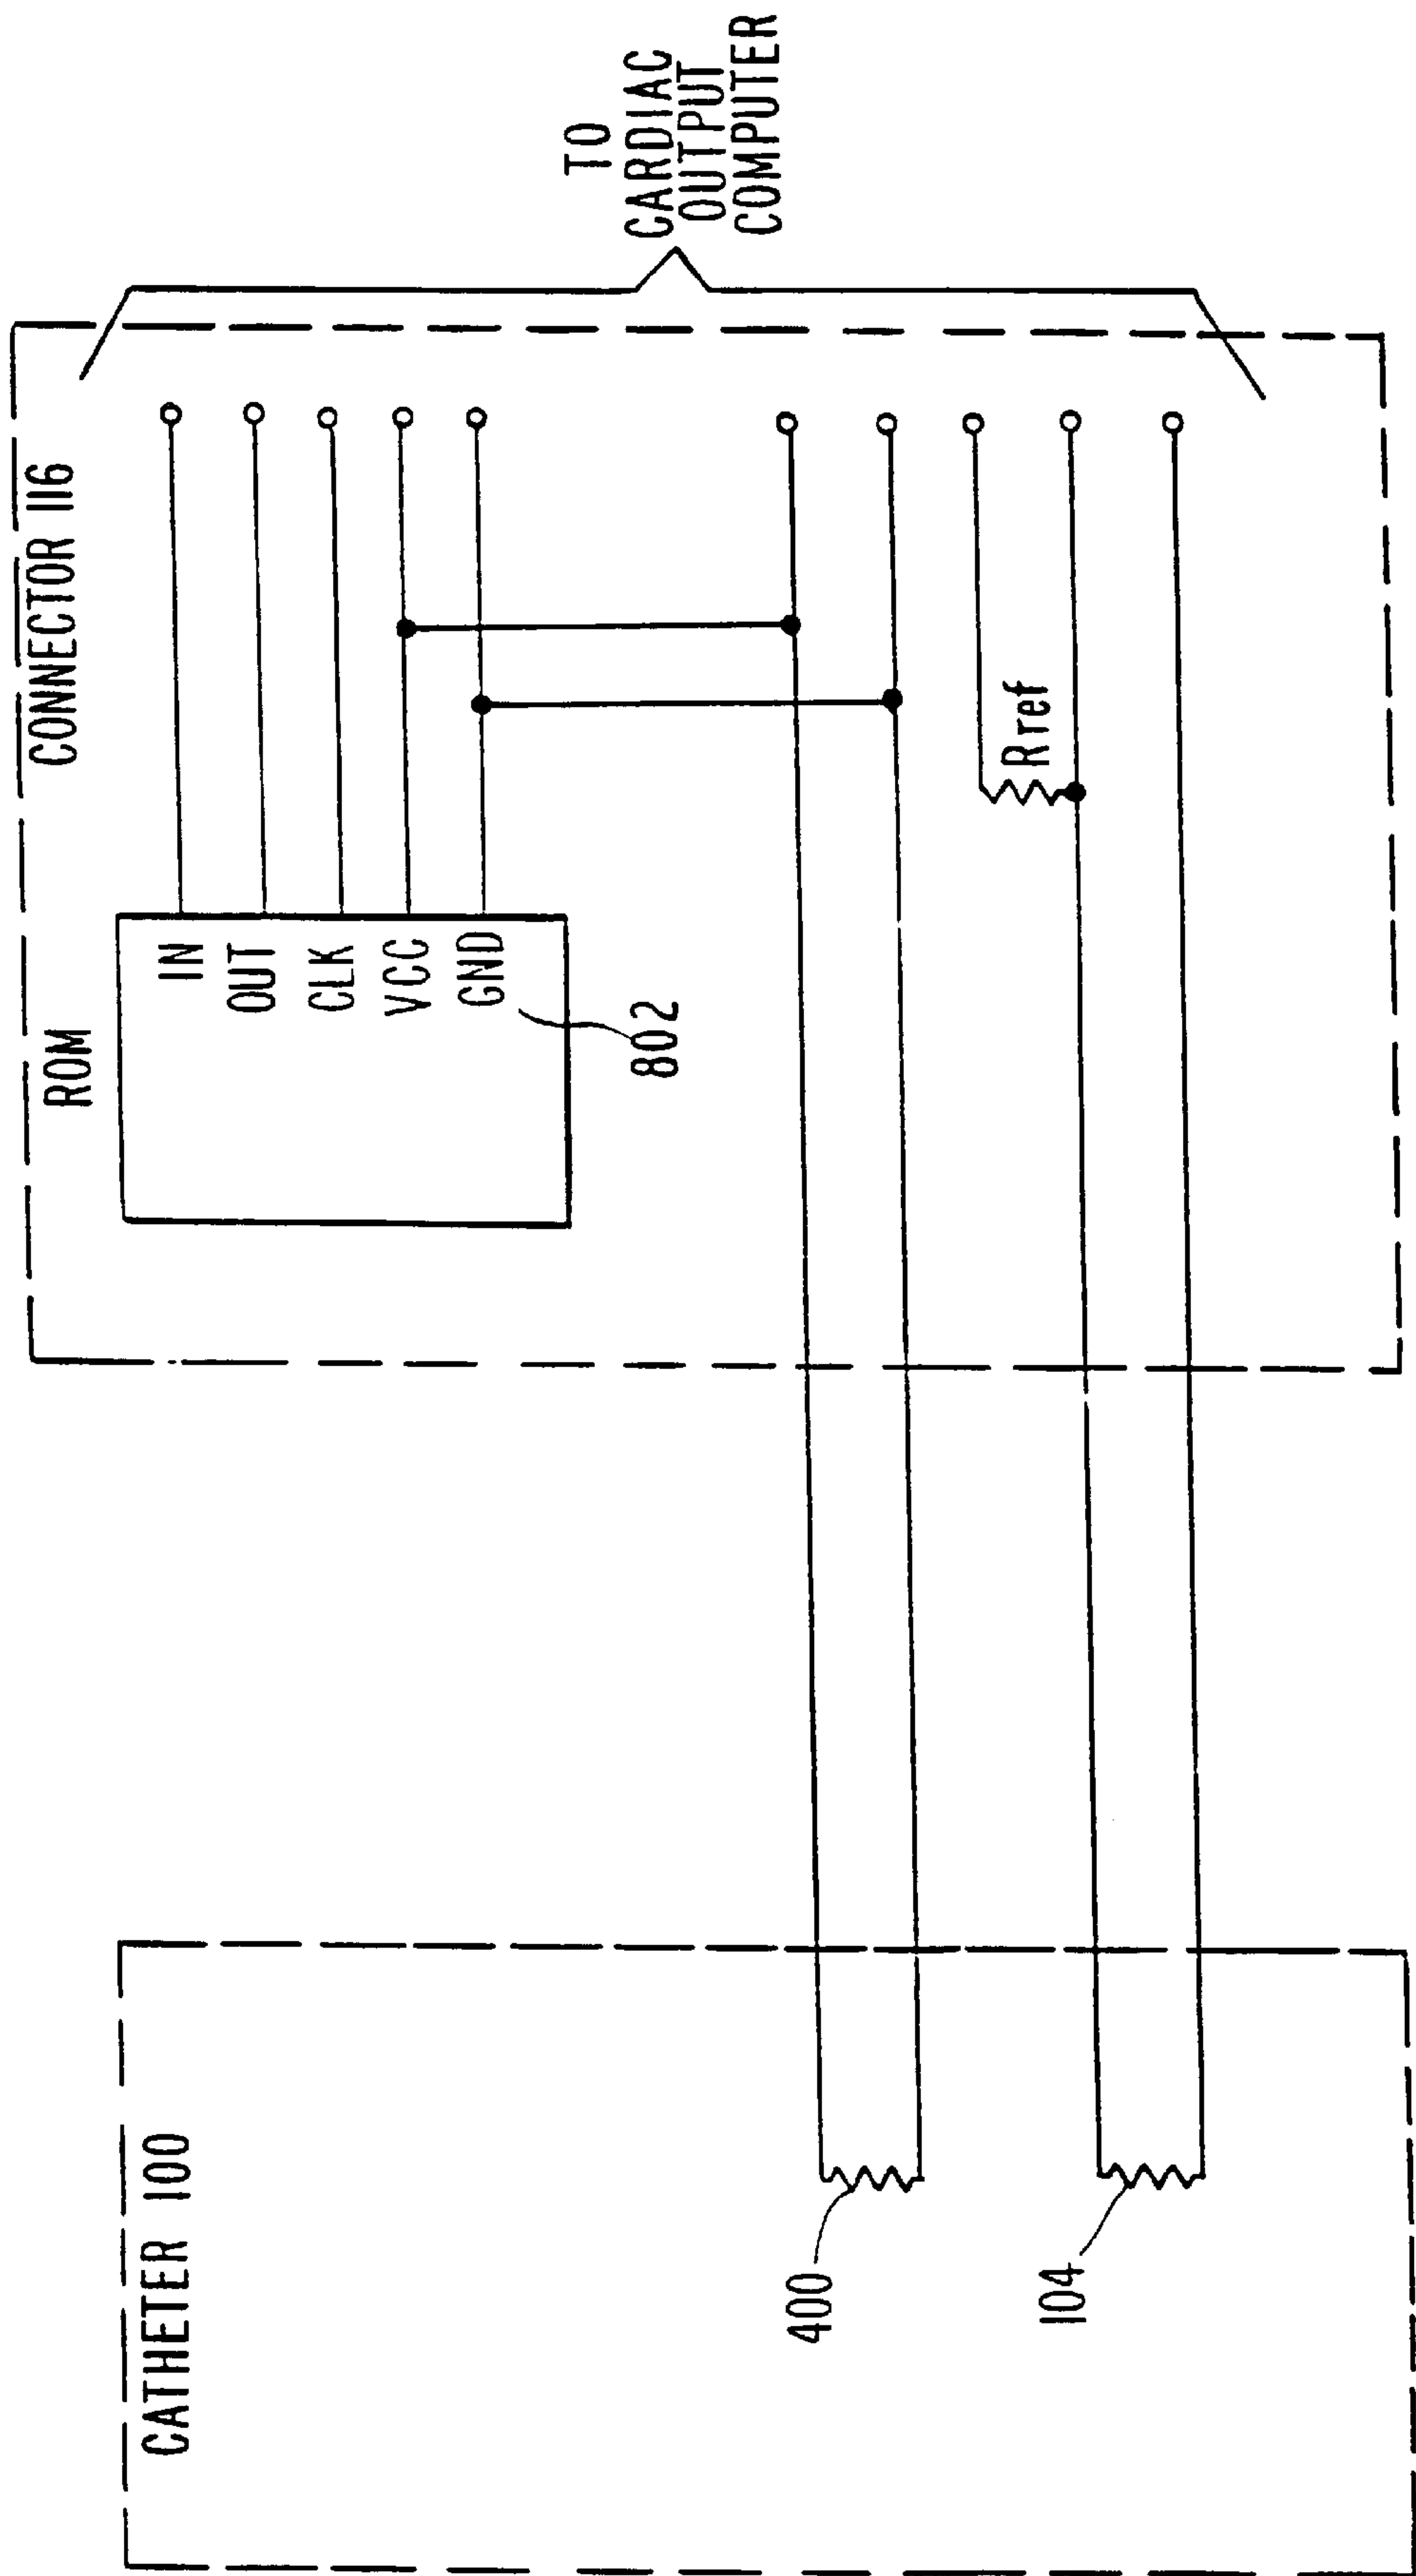 CATHETER 100
400
104
CONNECTOR 116
ROM
IN
OUT
CLK
VCC
GND
802
Rref
TO
CARDIAC
OUTPUT
COMPUTER